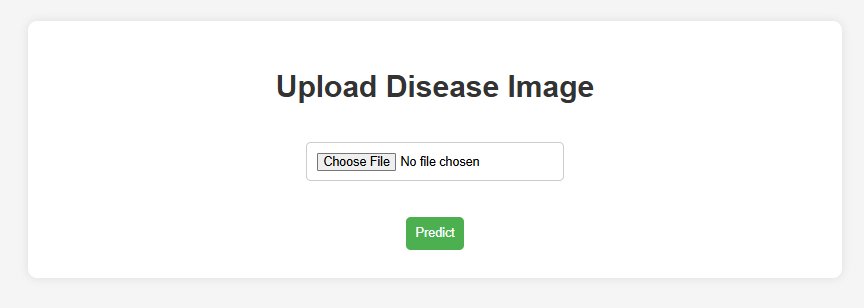 Upload Disease Image
Choose File No file chosen
Predict